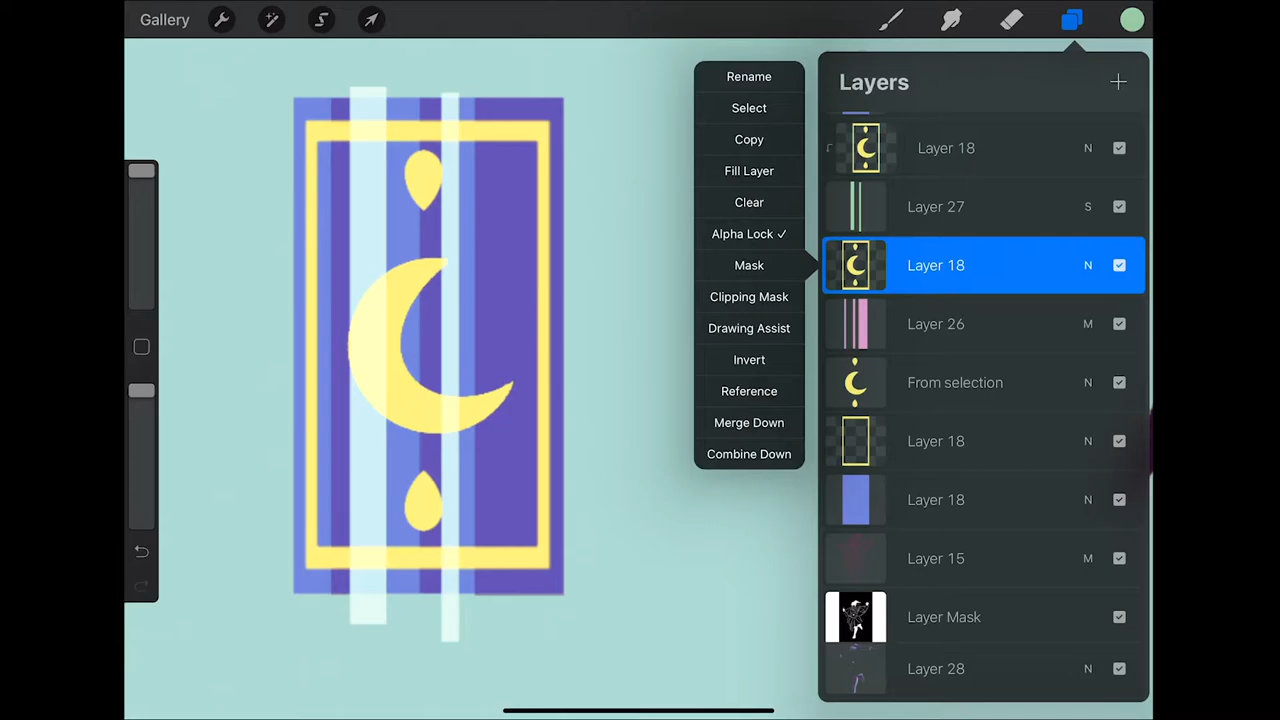 Gallery
Rename
Select
Copy
Fill Layer
Clear
Alpha Lock ✓
Mask
Clipping Mask
Drawing Assist
Invert
Reference
Merge Down
Combine Down
Layers
Layer 18 N
Layer 27 S
Layer 18 N
Layer 26 M
From selection N
Layer 18 N
Layer 18 N
Layer 15 M
Layer Mask
Layer 28 N